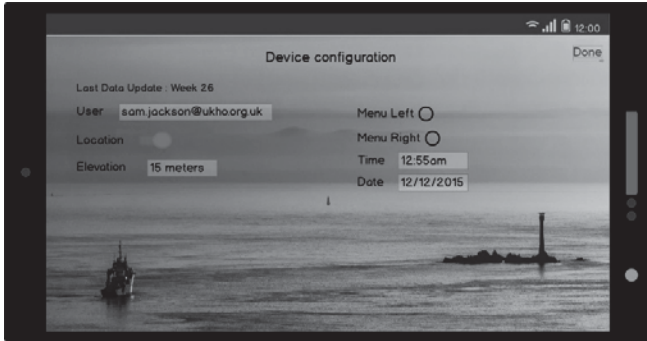 12:00
Device configuration
Done
Last Data Update : Week 26
User sam.jackson@ukho.org.uk
Location
Elevation 15 meters
Menu Left
Menu Right
Time 12:55am
Date 12/12/2015